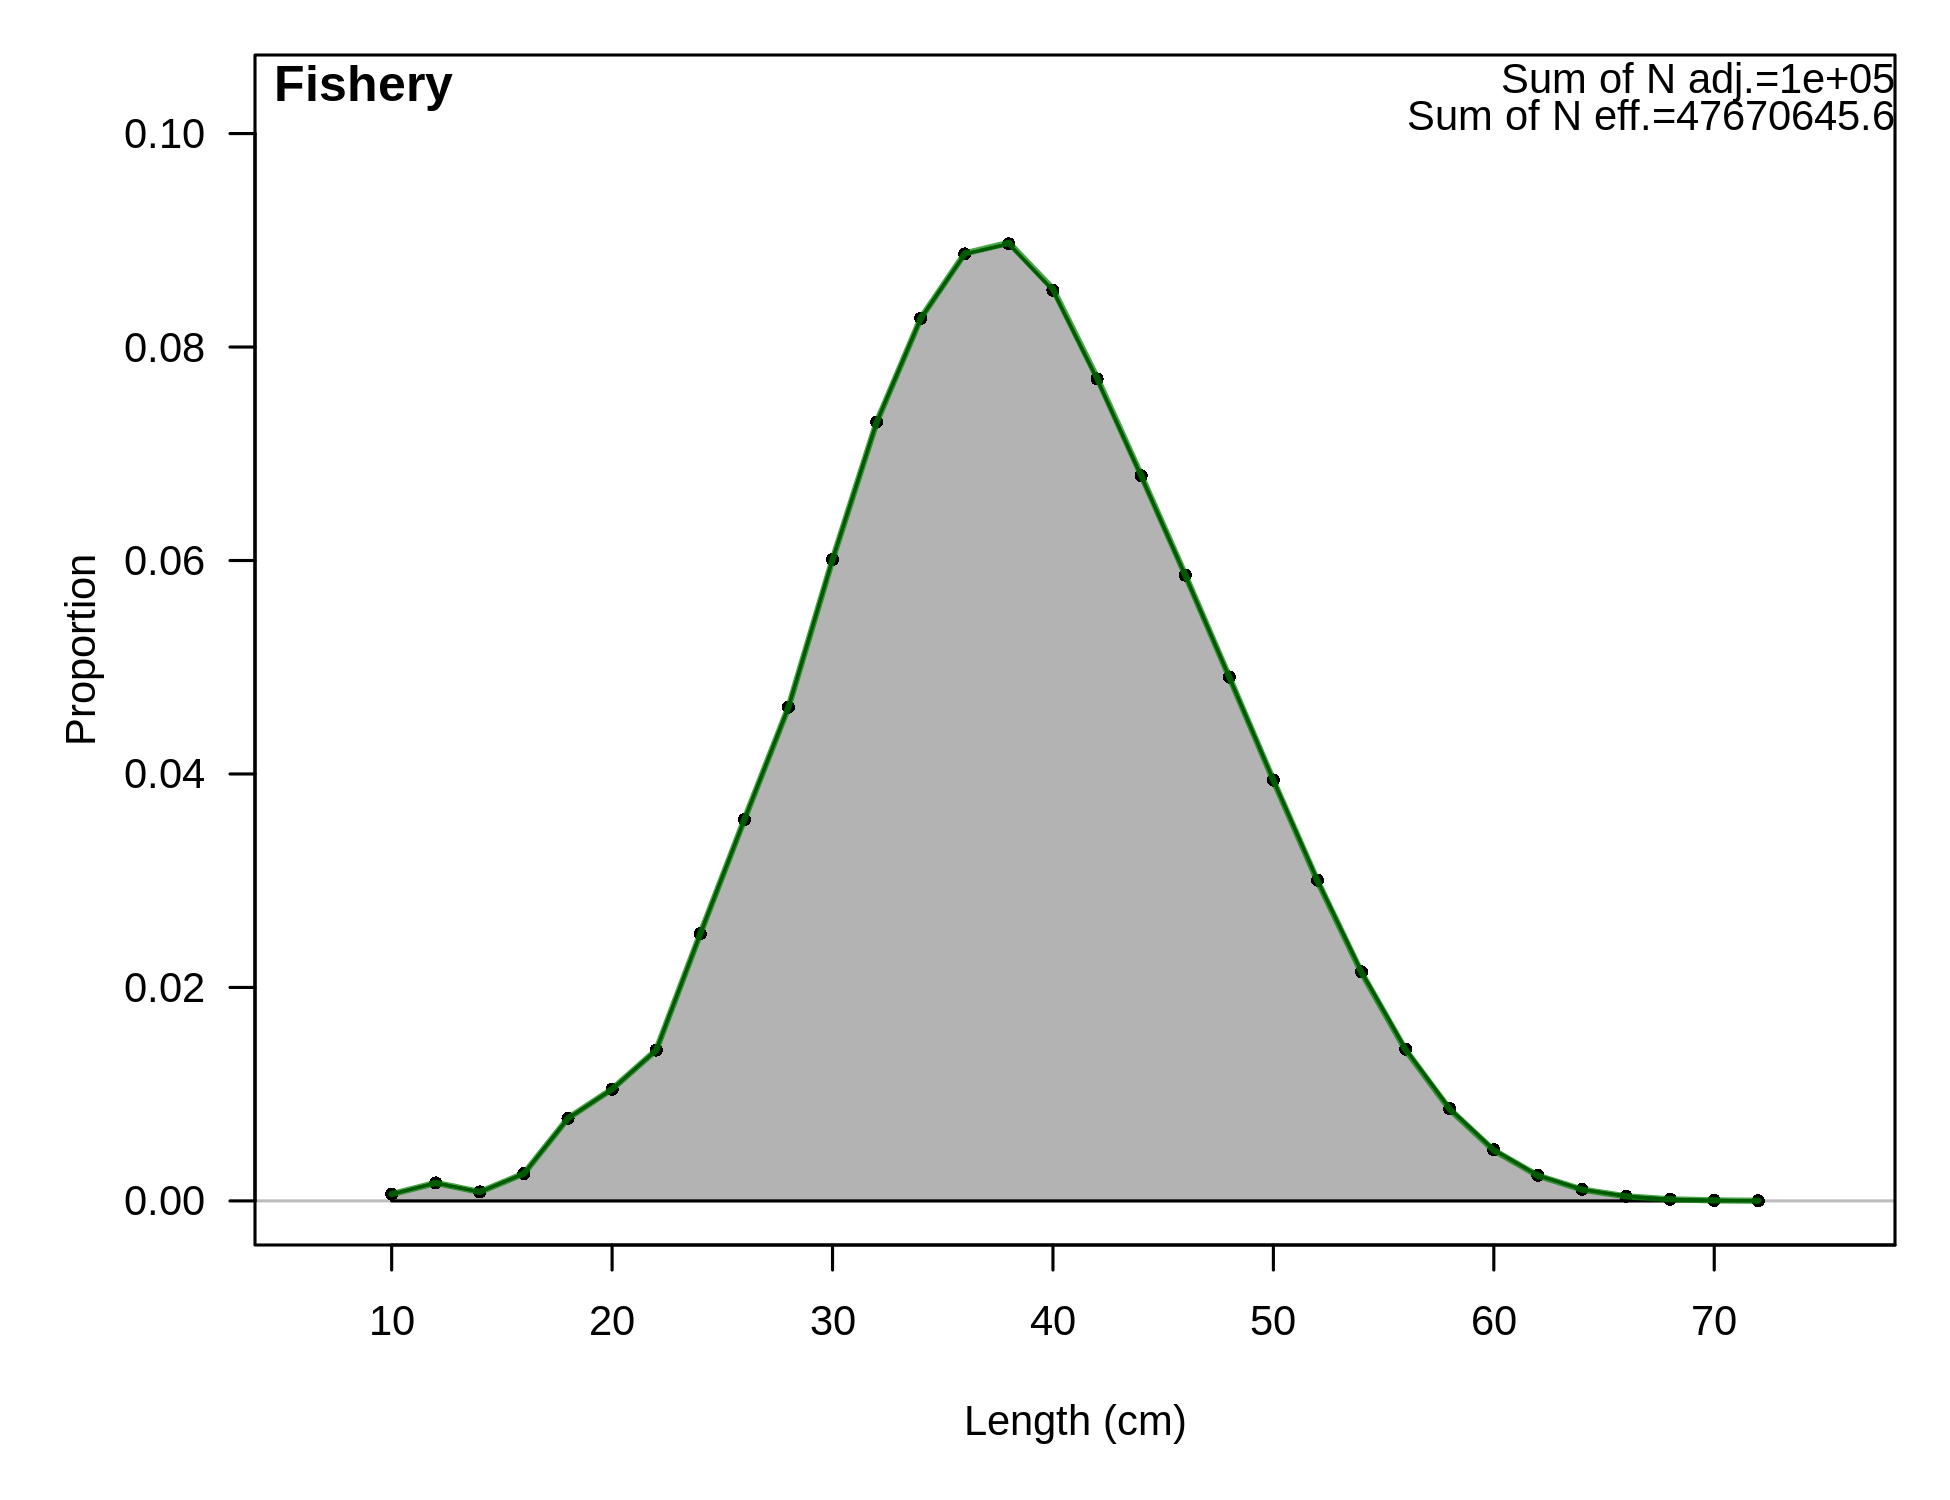 Fishery
Sum of N adj.=1e+05
Sum of N eff.=47670645.6
0.10
0.08
0.06
0.04
0.02
0.00
Proportion
10 20 30 40 50 60 70
Length (cm)